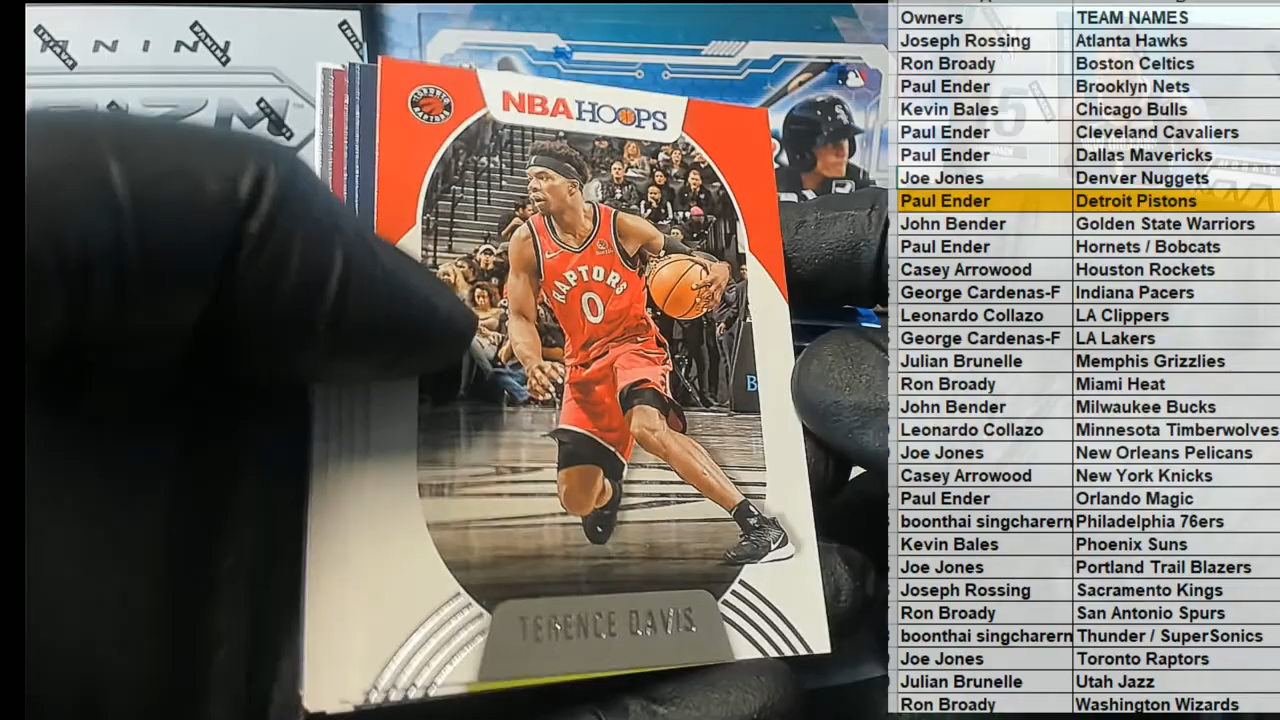 PANINI
PANINI
NBA HOOPS
TORONTO
RAPTORS
RAPTORS
0
TERENCE DAVIS
Owners TEAM NAMES
Joseph Rossing Atlanta Hawks
Ron Broady Boston Celtics
Paul Ender Brooklyn Nets
Kevin Bales Chicago Bulls
Paul Ender Cleveland Cavaliers
Paul Ender Dallas Mavericks
Joe Jones Denver Nuggets
Paul Ender Detroit Pistons
John Bender Golden State Warriors
Paul Ender Hornets / Bobcats
Casey Arrowood Houston Rockets
George Cardenas-F Indiana Pacers
Leonardo Collazo LA Clippers
George Cardenas-F LA Lakers
Julian Brunelle Memphis Grizzlies
Ron Broady Miami Heat
John Bender Milwaukee Bucks
Leonardo Collazo Minnesota Timberwolves
Joe Jones New Orleans Pelicans
Casey Arrowood New York Knicks
Paul Ender Orlando Magic
boonthai singcharern Philadelphia 76ers
Kevin Bales Phoenix Suns
Joe Jones Portland Trail Blazers
Joseph Rossing Sacramento Kings
Ron Broady San Antonio Spurs
boonthai singcharern Thunder / SuperSonics
Joe Jones Toronto Raptors
Julian Brunelle Utah Jazz
Ron Broady Washington Wizards